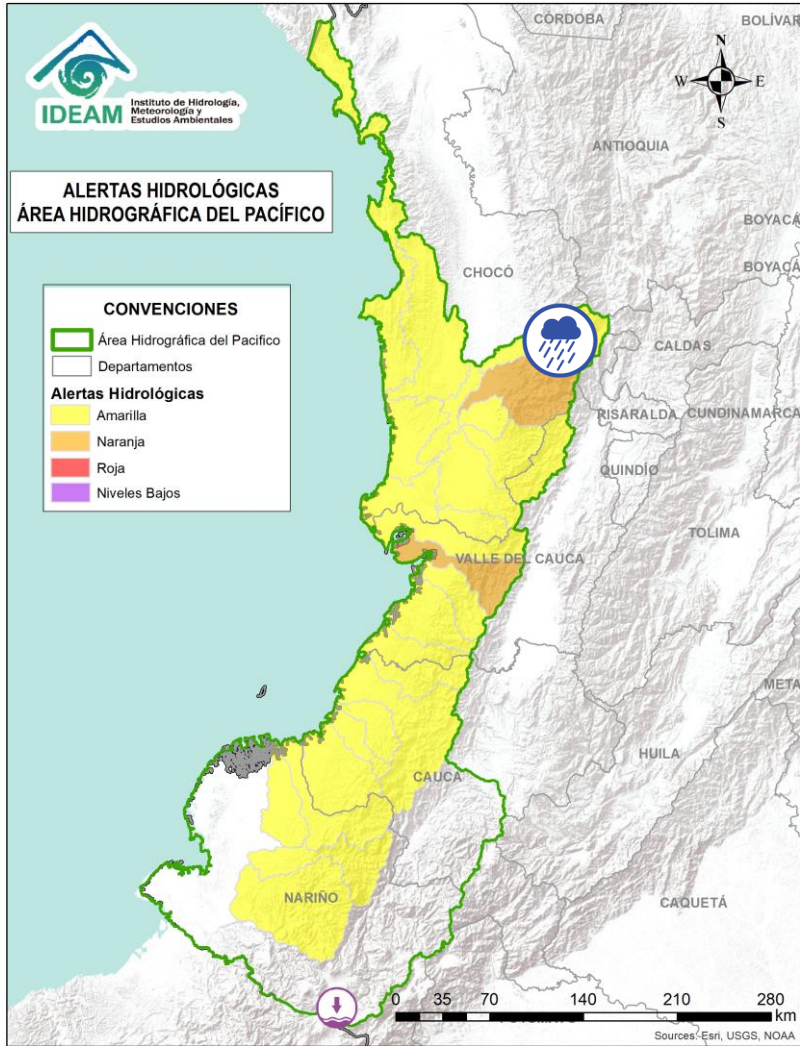 IDEAM
Instituto de Hidrología,
Meteorología y
Estudios Ambientales
ALERTAS HIDROLÓGICAS
ÁREA HIDROGRÁFICA DEL PACÍFICO
CONVENCIONES
Área Hidrográfica del Pacifico
Departamentos
Alertas Hidrológicas
Amarilla
Naranja
Roja
Niveles Bajos
CÓRDOBA
BOLÍVAR
N
W
E
S
ANTIOQUIA
BOYACÁ
CHOCÓ
BOYACÁ
CALDAS
RISARALDA
CUNDINAMARCA
QUINDÍO
TOLIMA
VALLE DEL CAUCA
META
HUILA
CAUCA
NARIÑO
CAQUETÁ
0 35 70 140 210 280
km
Sources: Esri, USGS, NOAA